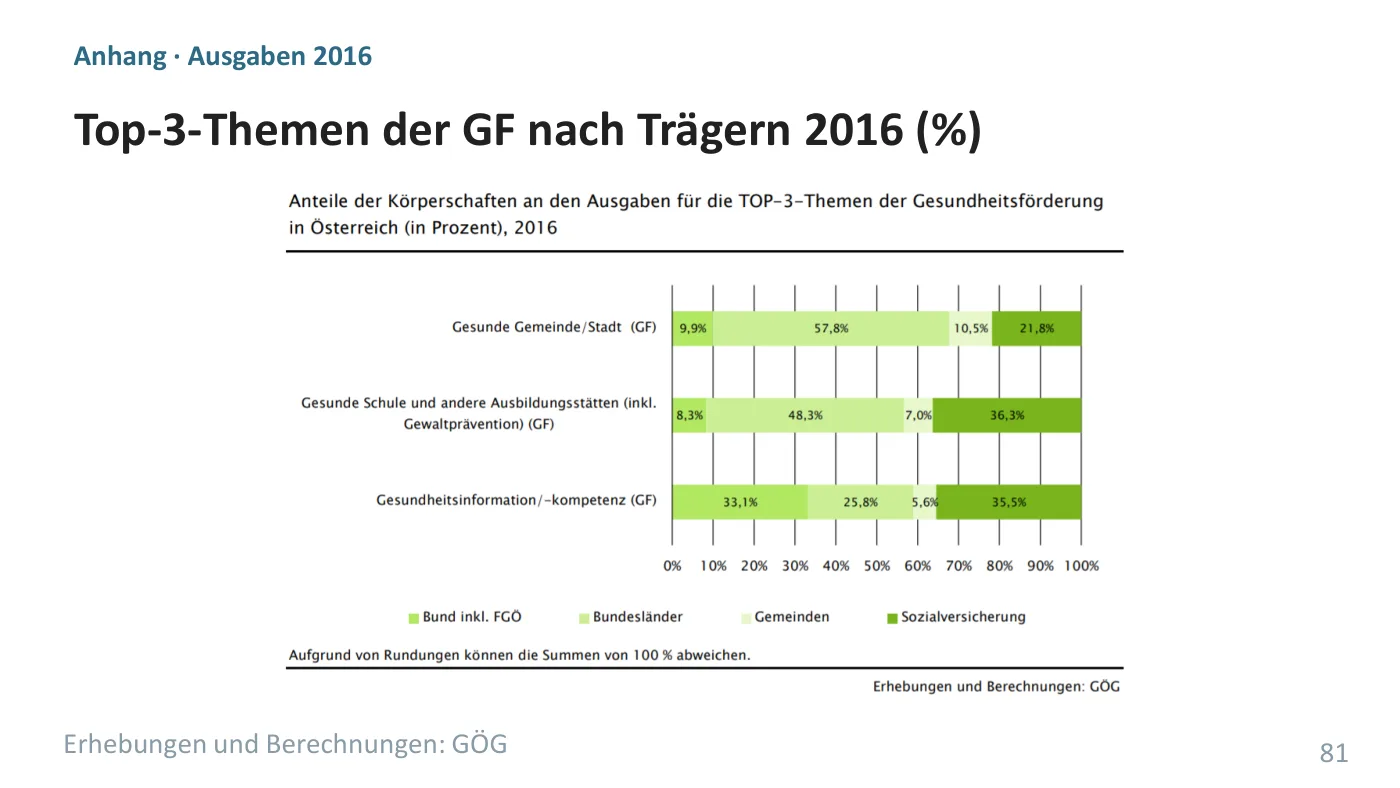 Anhang · Ausgaben 2016
Top-3-Themen der GF nach Trägern 2016 (%)
Anteile der Körperschaften an den Ausgaben für die TOP-3-Themen der Gesundheitsförderung
in Österreich (in Prozent), 2016
Gesunde Gemeinde/Stadt (GF) 9,9% 57,8% 10,5% 21,8%
Gesunde Schule und andere Ausbildungsstätten (inkl.
Gewaltprävention) (GF) 8,3% 48,3% 7,0% 36,3%
Gesundheitsinformation/-kompetenz (GF) 33,1% 25,8% 5,6% 35,5%
0% 10% 20% 30% 40% 50% 60% 70% 80% 90% 100%
Bund inkl. FGÖ Bundesländer Gemeinden Sozialversicherung
Aufgrund von Rundungen können die Summen von 100 % abweichen.
Erhebungen und Berechnungen: GÖG
Erhebungen und Berechnungen: GÖG
81